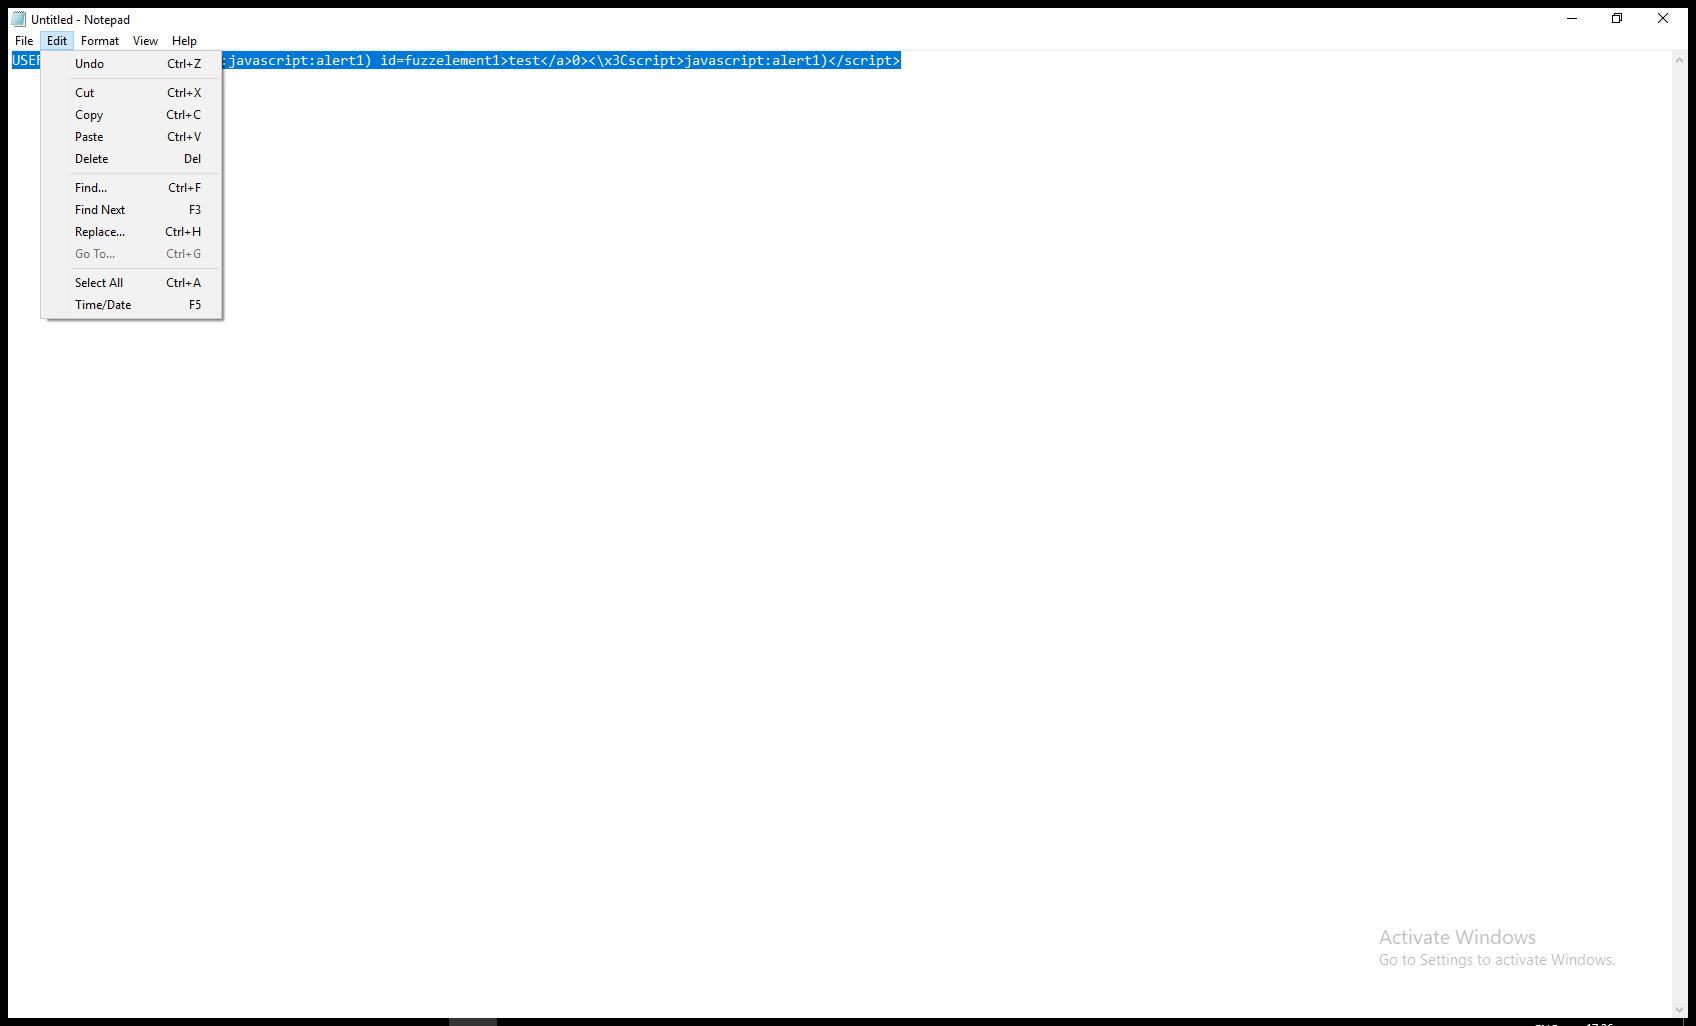 Untitled - Notepad
File Edit Format View Help
:javascript:alert1) id=fuzzelement1>test</a>0><\x3Cscript>javascript:alert1)</script>
Undo Ctrl+Z
Cut Ctrl+X
Copy Ctrl+C
Paste Ctrl+V
Delete Del
Find... Ctrl+F
Find Next F3
Replace... Ctrl+H
Go To... Ctrl+G
Select All Ctrl+A
Time/Date F5
Activate Windows
Go to Settings to activate Windows.